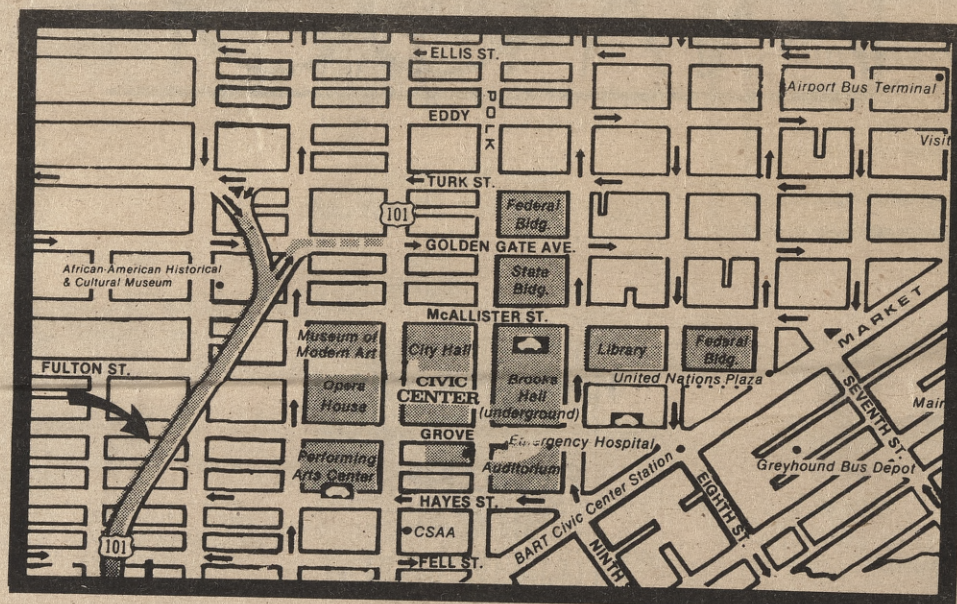 ELLIS ST.
Airport Bus Terminal
EDDY
POLK
Visit
TURK ST.
101
Federal
Bldg.
GOLDEN GATE AVE.
African-American Historical
& Cultural Museum
State
Bldg.
McALLISTER ST.
MARKET
Museum of
Modern Art
City Hall
Library
Federal
Bldg.
FULTON ST.
Opera
House
CIVIC
CENTER
Brooks
Hall
(underground)
United Nations Plaza
SEVENTH ST.
Main
GROVE
Emergency Hospital
Performing
Arts Center
Auditorium
Greyhound Bus Depot
HAYES ST.
BART Civic Center Station
EIGHTH ST.
CSAA
101
FELL ST.
NINTH